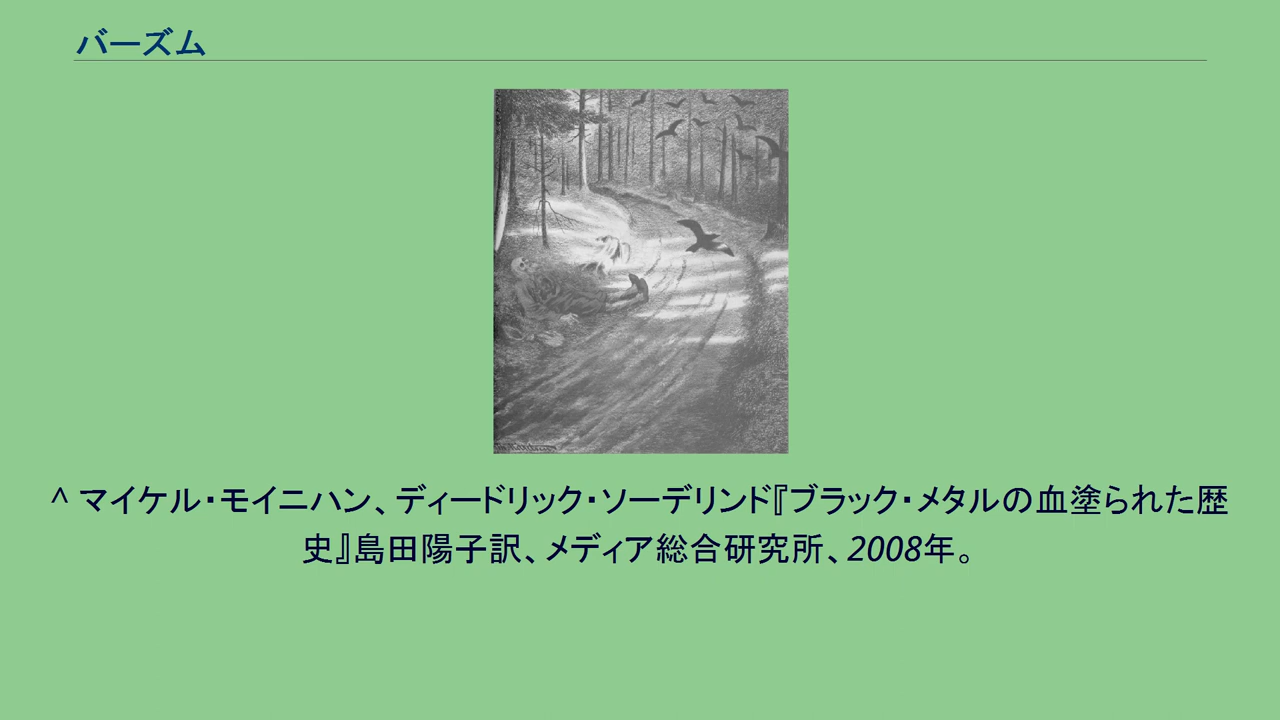 バーズム
^ マイケル・モイニハン、ディードリック・ソーデリンド『ブラック・メタルの血塗られた歴
史』島田陽子訳、メディア総合研究所、2008年。